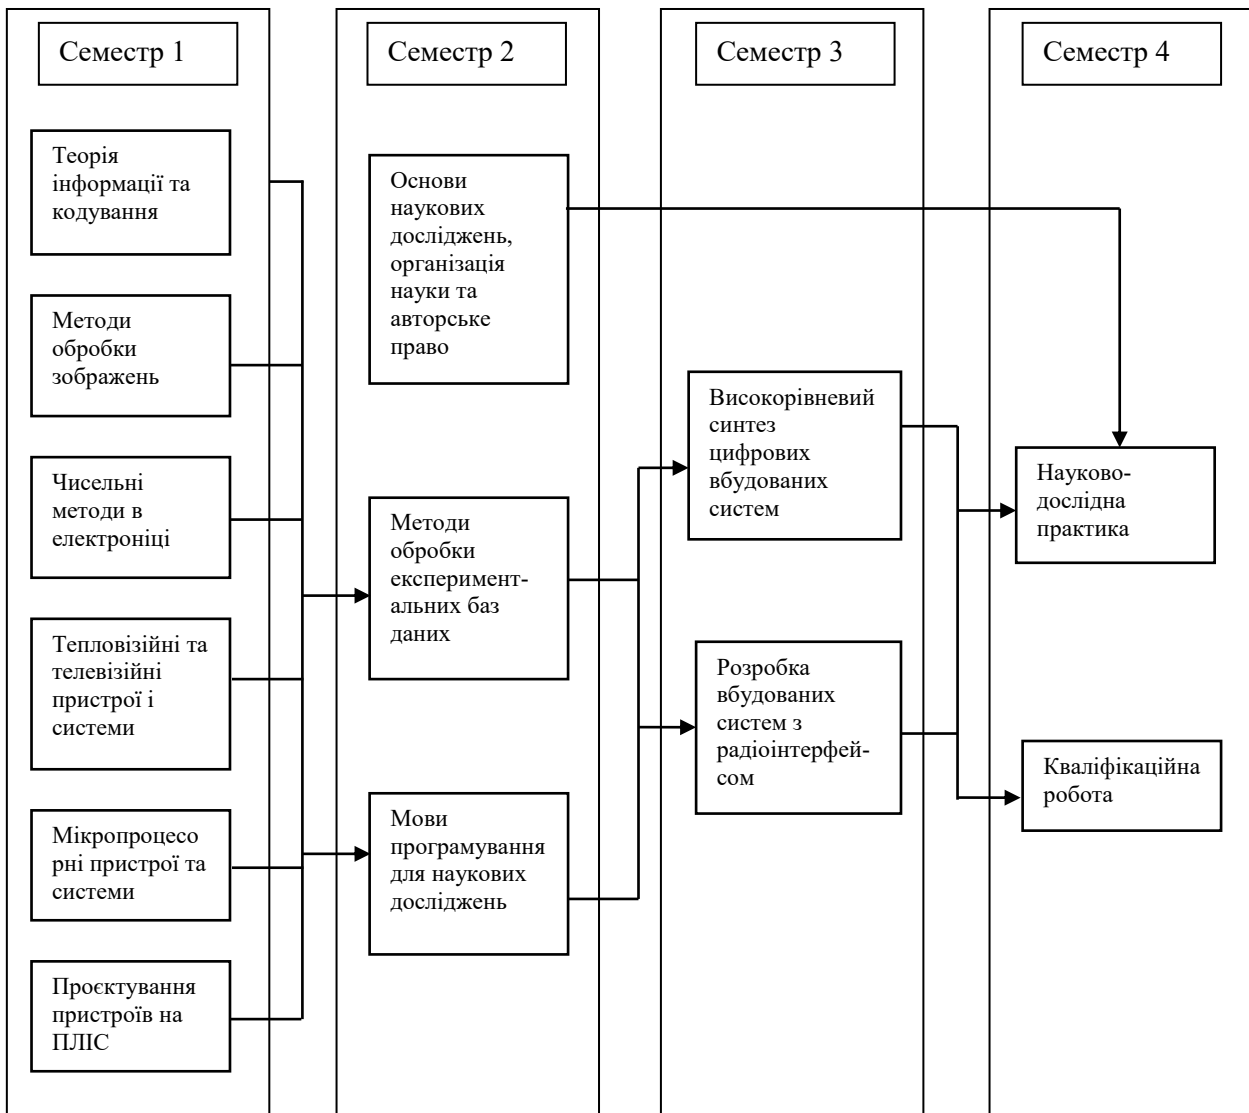 Семестр 1
Теорія
інформації та
кодування
Методи
обробки
зображень
Чисельні
методи в
електроніці
Тепловізійні та
телевізійні
пристрої і
системи
Мікропроцесо
рні пристрої та
системи
Проєктування
пристроїв на
ПЛІС
Семестр 2
Основи
наукових
досліджень,
організація
науки та
авторське
право
Методи
обробки
експеримент-
альних баз
даних
Мови
програмування
для наукових
досліджень
Семестр 3
Високорівневий
синтез
цифрових
вбудованих
систем
Розробка
вбудованих
систем з
радіоінтерфей-
сом
Семестр 4
Науково-
дослідна
практика
Кваліфікаційна
робота